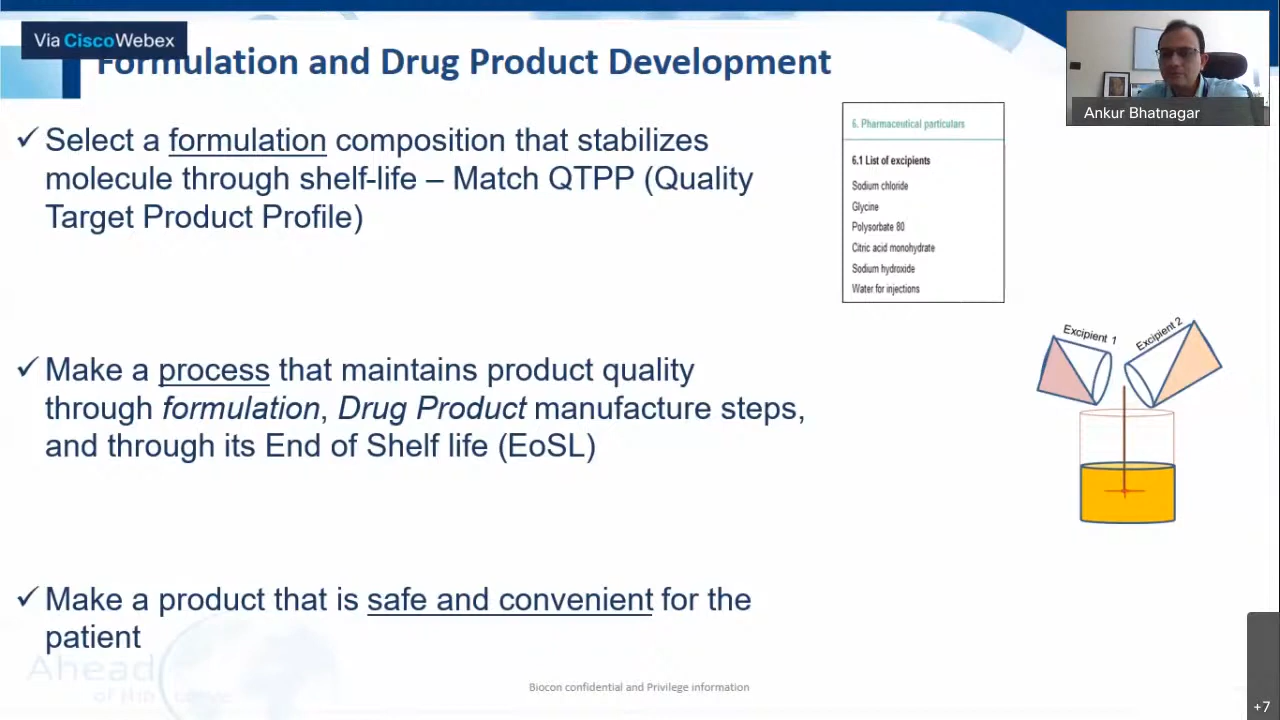 Via CiscoWebex
Formulation and Drug Product Development
Ankur Bhatnagar
✓ Select a formulation composition that stabilizes
molecule through shelf-life – Match QTPP (Quality
Target Product Profile)
6. Pharmaceutical particulars
6.1 List of excipients
Sodium chloride
Glycine
Polysorbate 80
Citric acid monohydrate
Sodium hydroxide
Water for injections
✓ Make a process that maintains product quality
through formulation, Drug Product manufacture steps,
and through its End of Shelf life (EoSL)
Excipient 1
Excipient 2
✓ Make a product that is safe and convenient for the
patient
Ahead
of the curve
Biocon confidential and Privilege information
+7